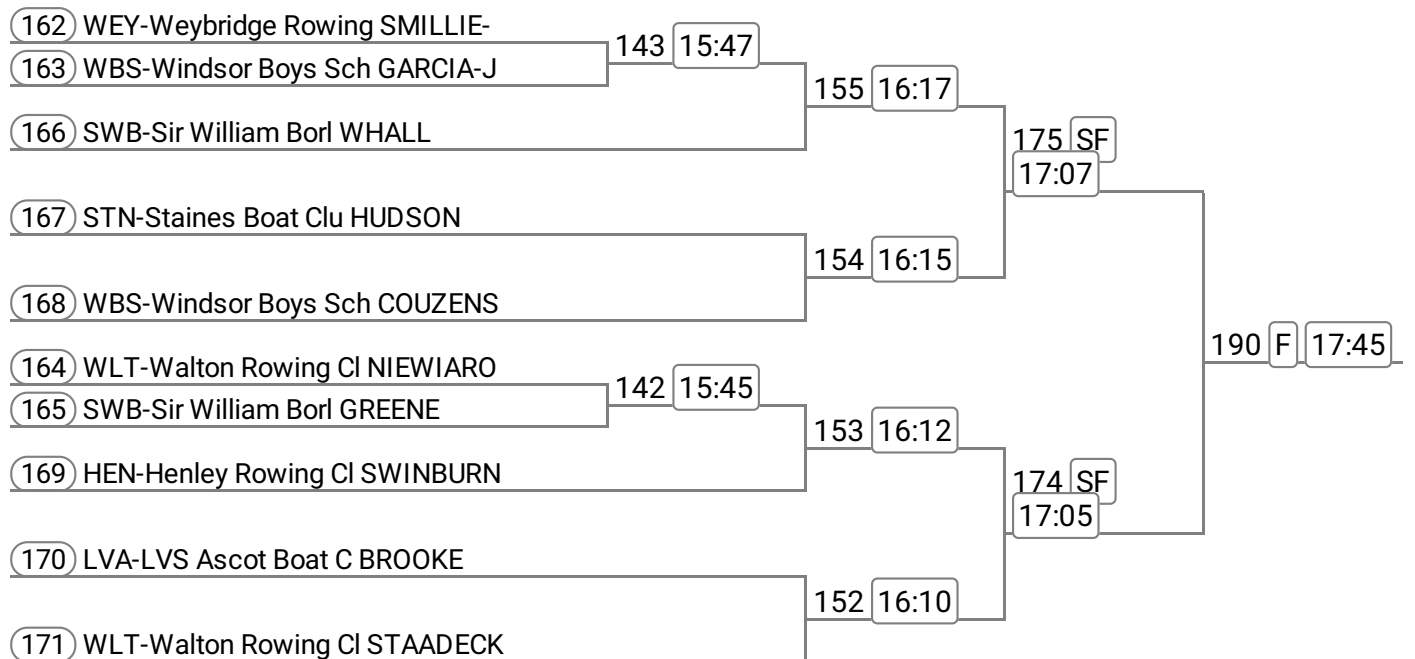 162 WEY-Weybridge Rowing SMILLIE-
143 15:47
163 WBS-Windsor Boys Sch GARCIA-J
155 16:17
166 SWB-Sir William Borl WHALL
175 SF
17:07
167 STN-Staines Boat Clu HUDSON
154 16:15
168 WBS-Windsor Boys Sch COUZENS
190 F 17:45
164 WLT-Walton Rowing Cl NIEWIARO
142 15:45
165 SWB-Sir William Borl GREENE
153 16:12
169 HEN-Henley Rowing Cl SWINBURN
174 SF
17:05
170 LVA-LVS Ascot Boat C BROOKE
152 16:10
171 WLT-Walton Rowing Cl STAADECK